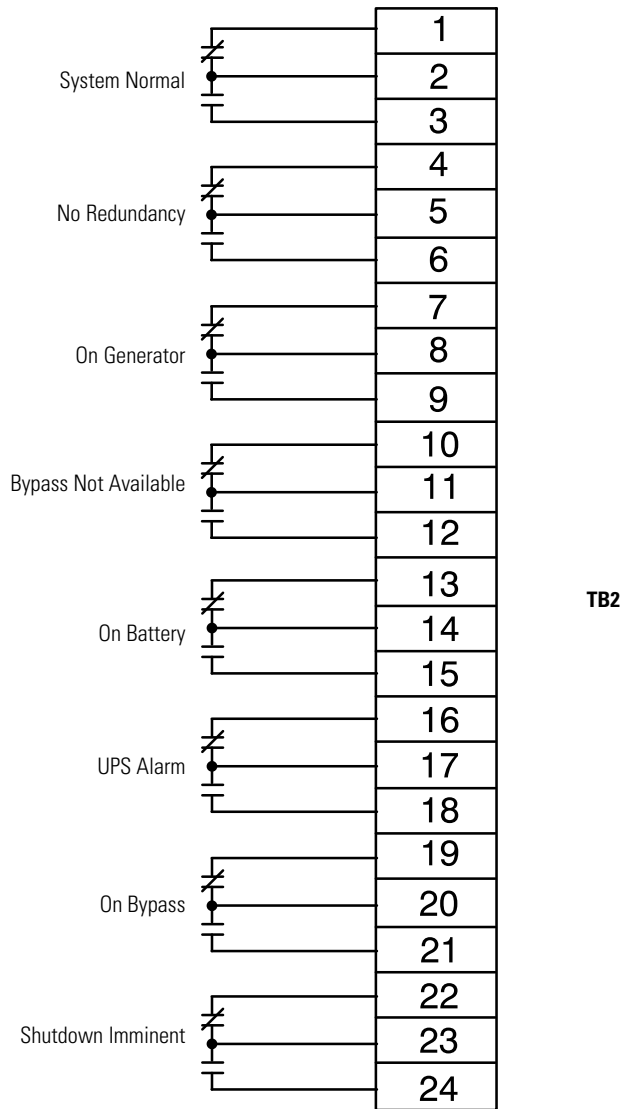 1
System Normal
2
3
4
No Redundancy
5
6
7
On Generator
8
9
10
Bypass Not Available
11
12
13
TB2
On Battery
14
15
16
UPS Alarm
17
18
19
On Bypass
20
21
22
Shutdown Imminent
23
24